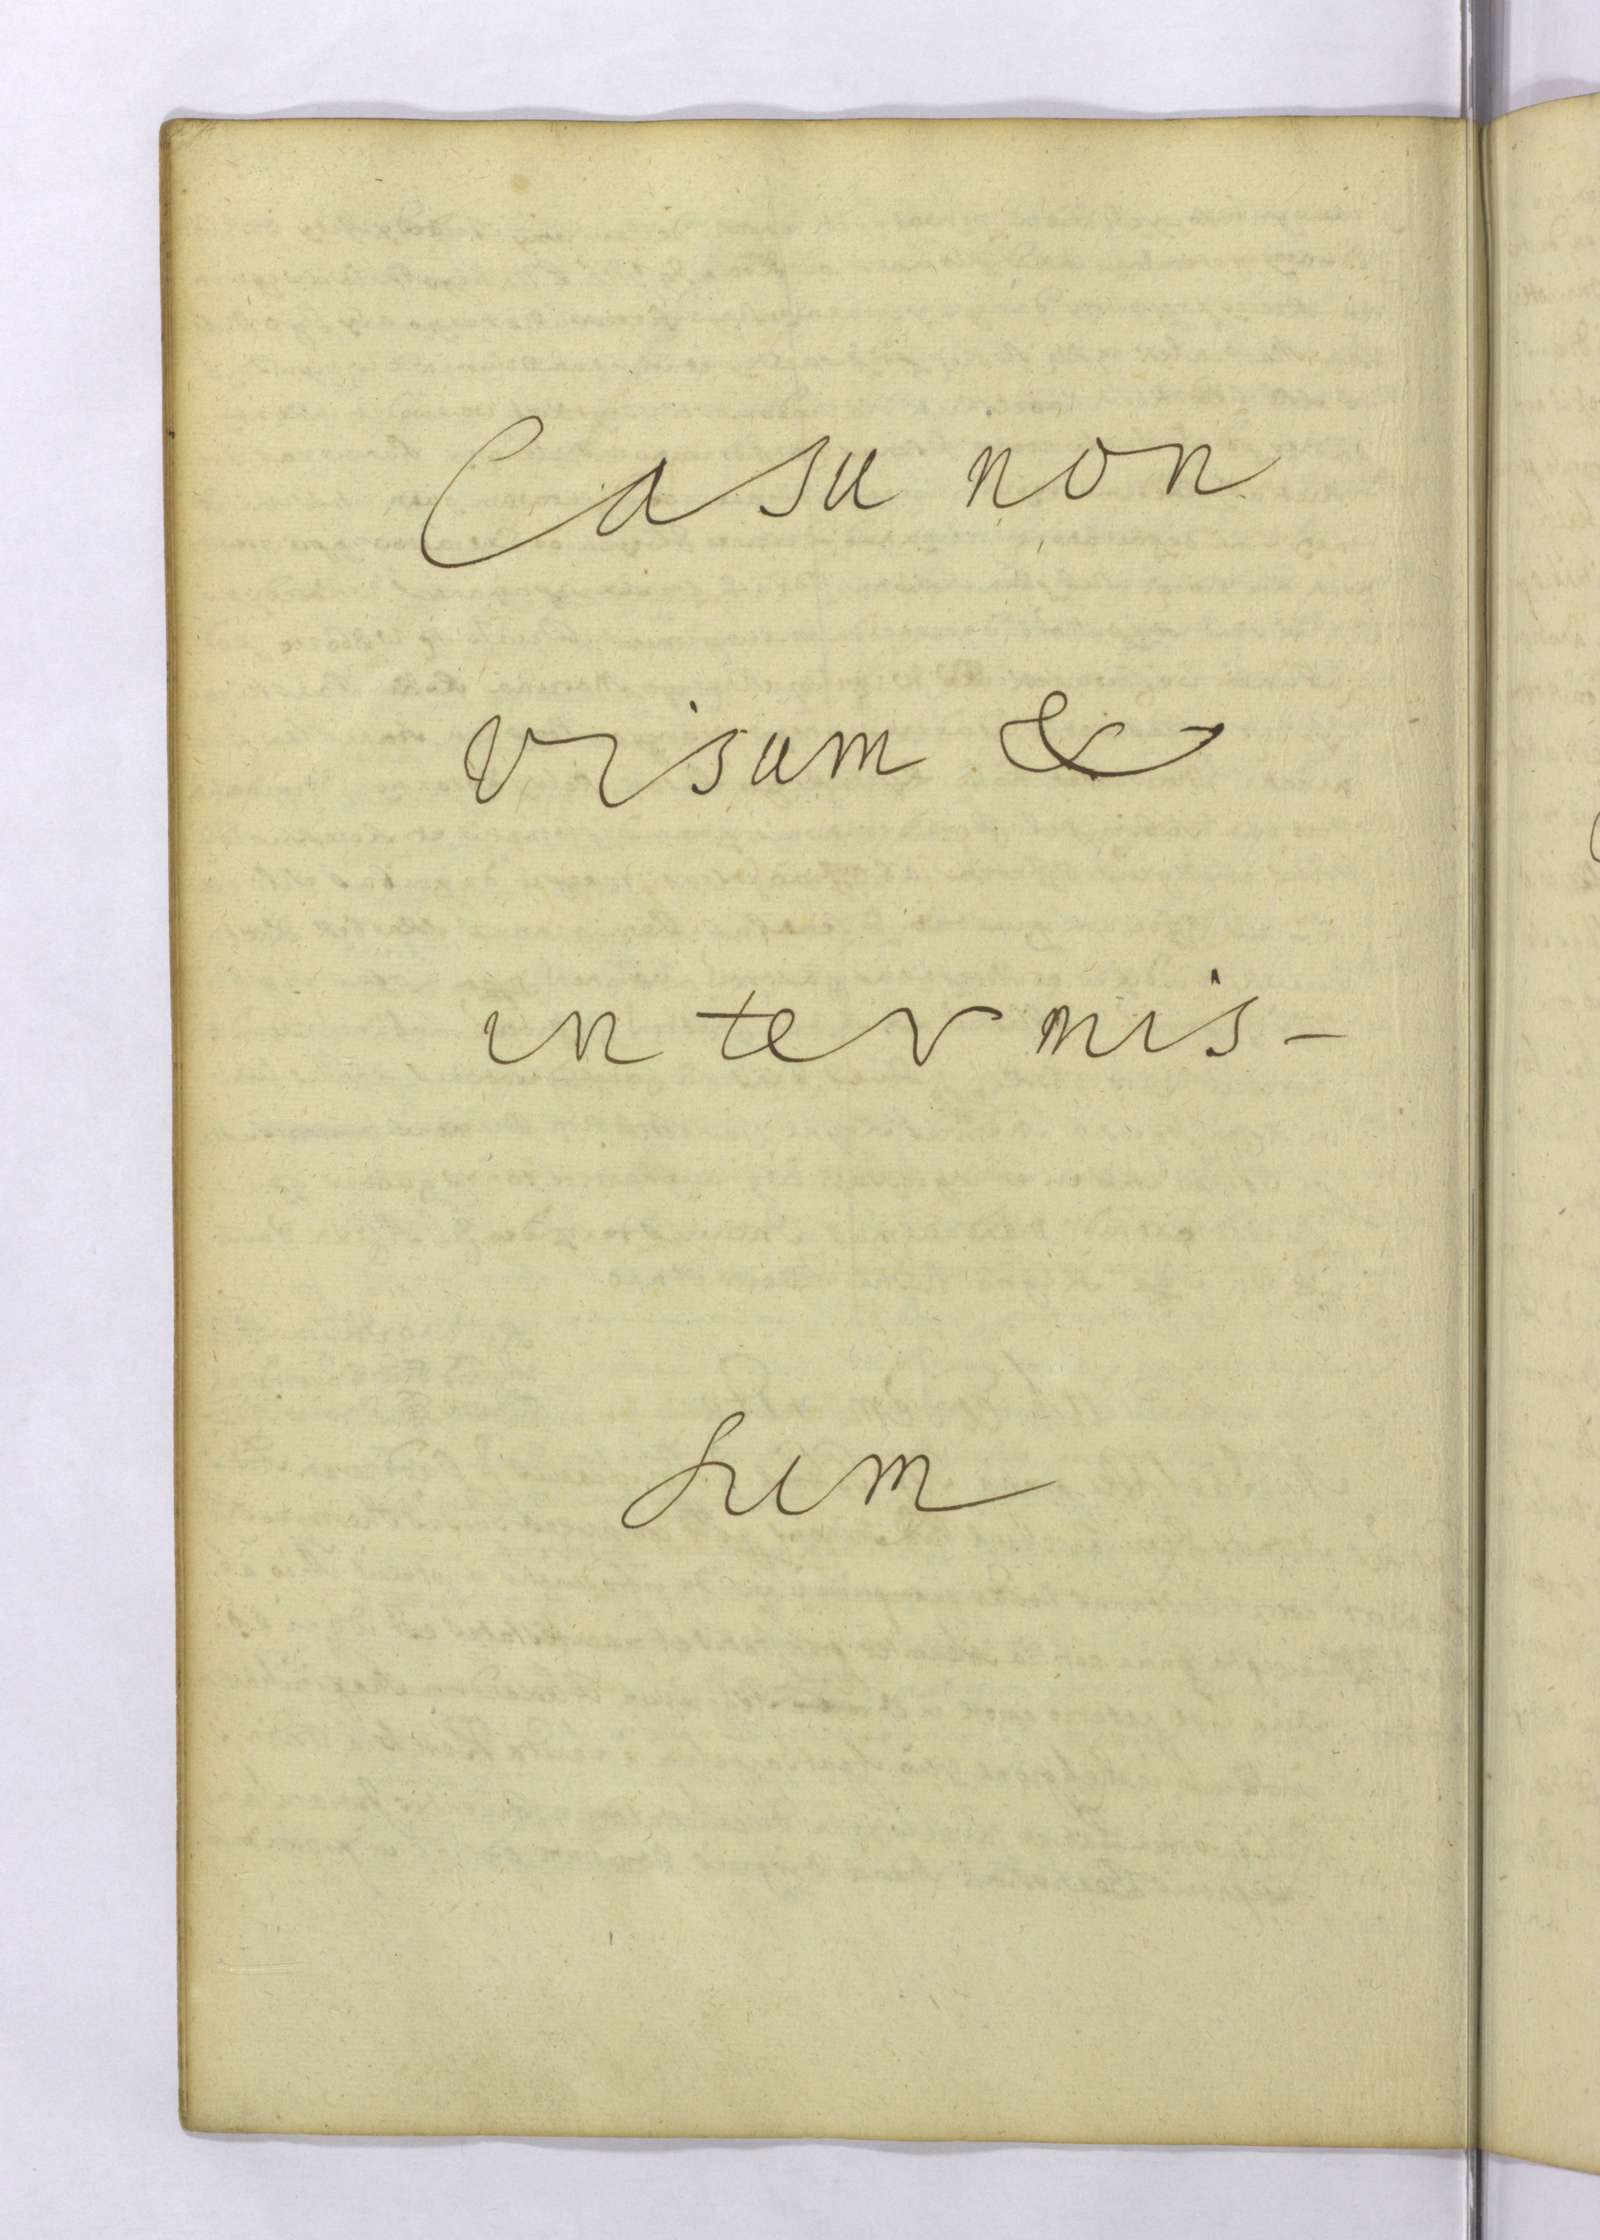 Casu non
visum &
intermis-
sum